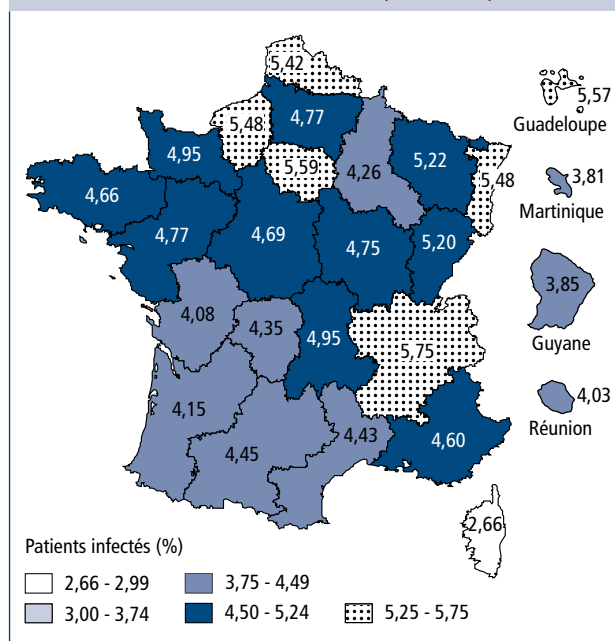 5,42
5,48
4,77
4,95
5,59
4,26
5,22
5,48
4,66
4,77
4,69
4,75
5,20
4,08
4,35
4,95
5,75
4,15
4,45
4,43
4,60
2,66
5,57
Guadeloupe
3,81
Martinique
3,85
Guyane
4,03
Réunion
Patients infectés (%)
2,66 - 2,99
3,75 - 4,49
3,00 - 3,74
4,50 - 5,24
5,25 - 5,75